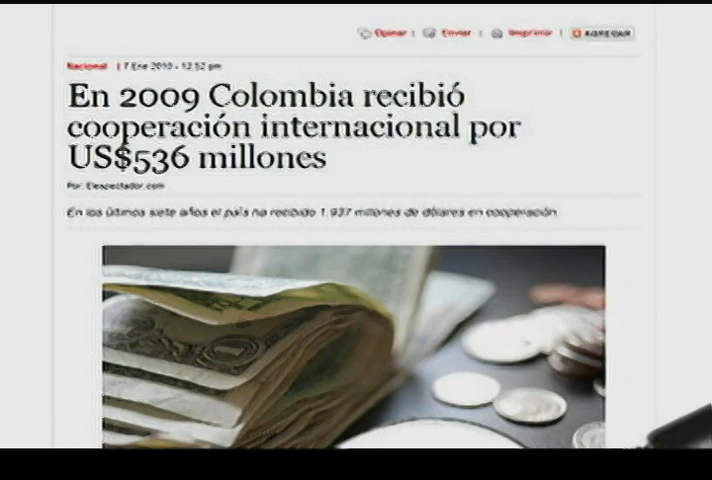 Opinar | Enviar | Imprimir | AGREGAR
Nacional | 7 Ene 2010 - 12:52 pm
En 2009 Colombia recibió
cooperación internacional por
US$536 millones
Por: Elespectador.com
En los últimos siete años el país ha recibido 1.937 millones de dólares en cooperación.